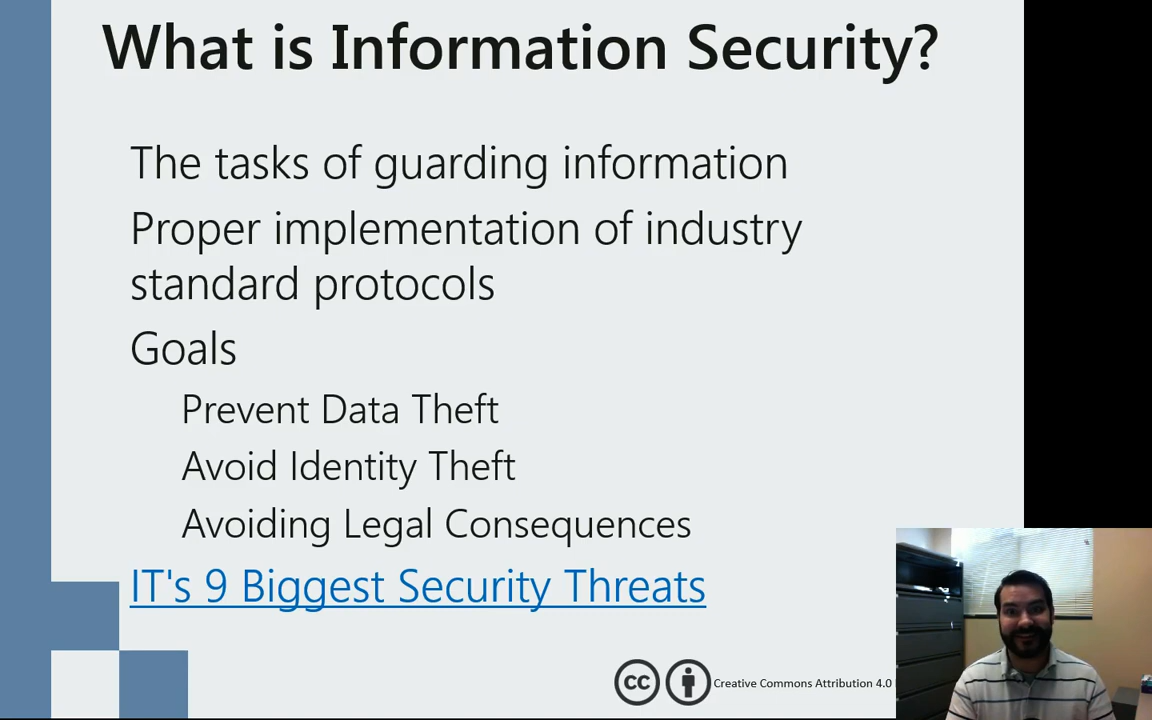 What is Information Security?
The tasks of guarding information
Proper implementation of industry
standard protocols
Goals
Prevent Data Theft
Avoid Identity Theft
Avoiding Legal Consequences
IT's 9 Biggest Security Threats
cc Creative Commons Attribution 4.0